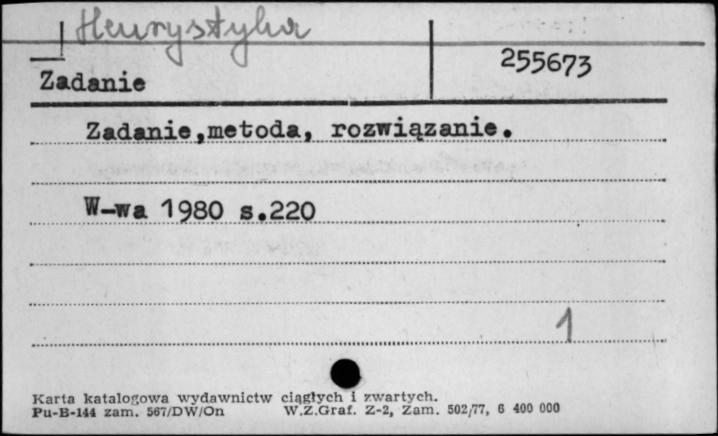 Heurystyka
255673
Zadanie
Zadanie,metoda, rozwiązanie.
W-wa 1980 s.220
1
Karta katalogowa wydawnictw ciągłych i zwartych.
Pu-B-144 zam. 567/DW/On W.Z.Graf. Z-2, Zam. 502/77, 6 400 000